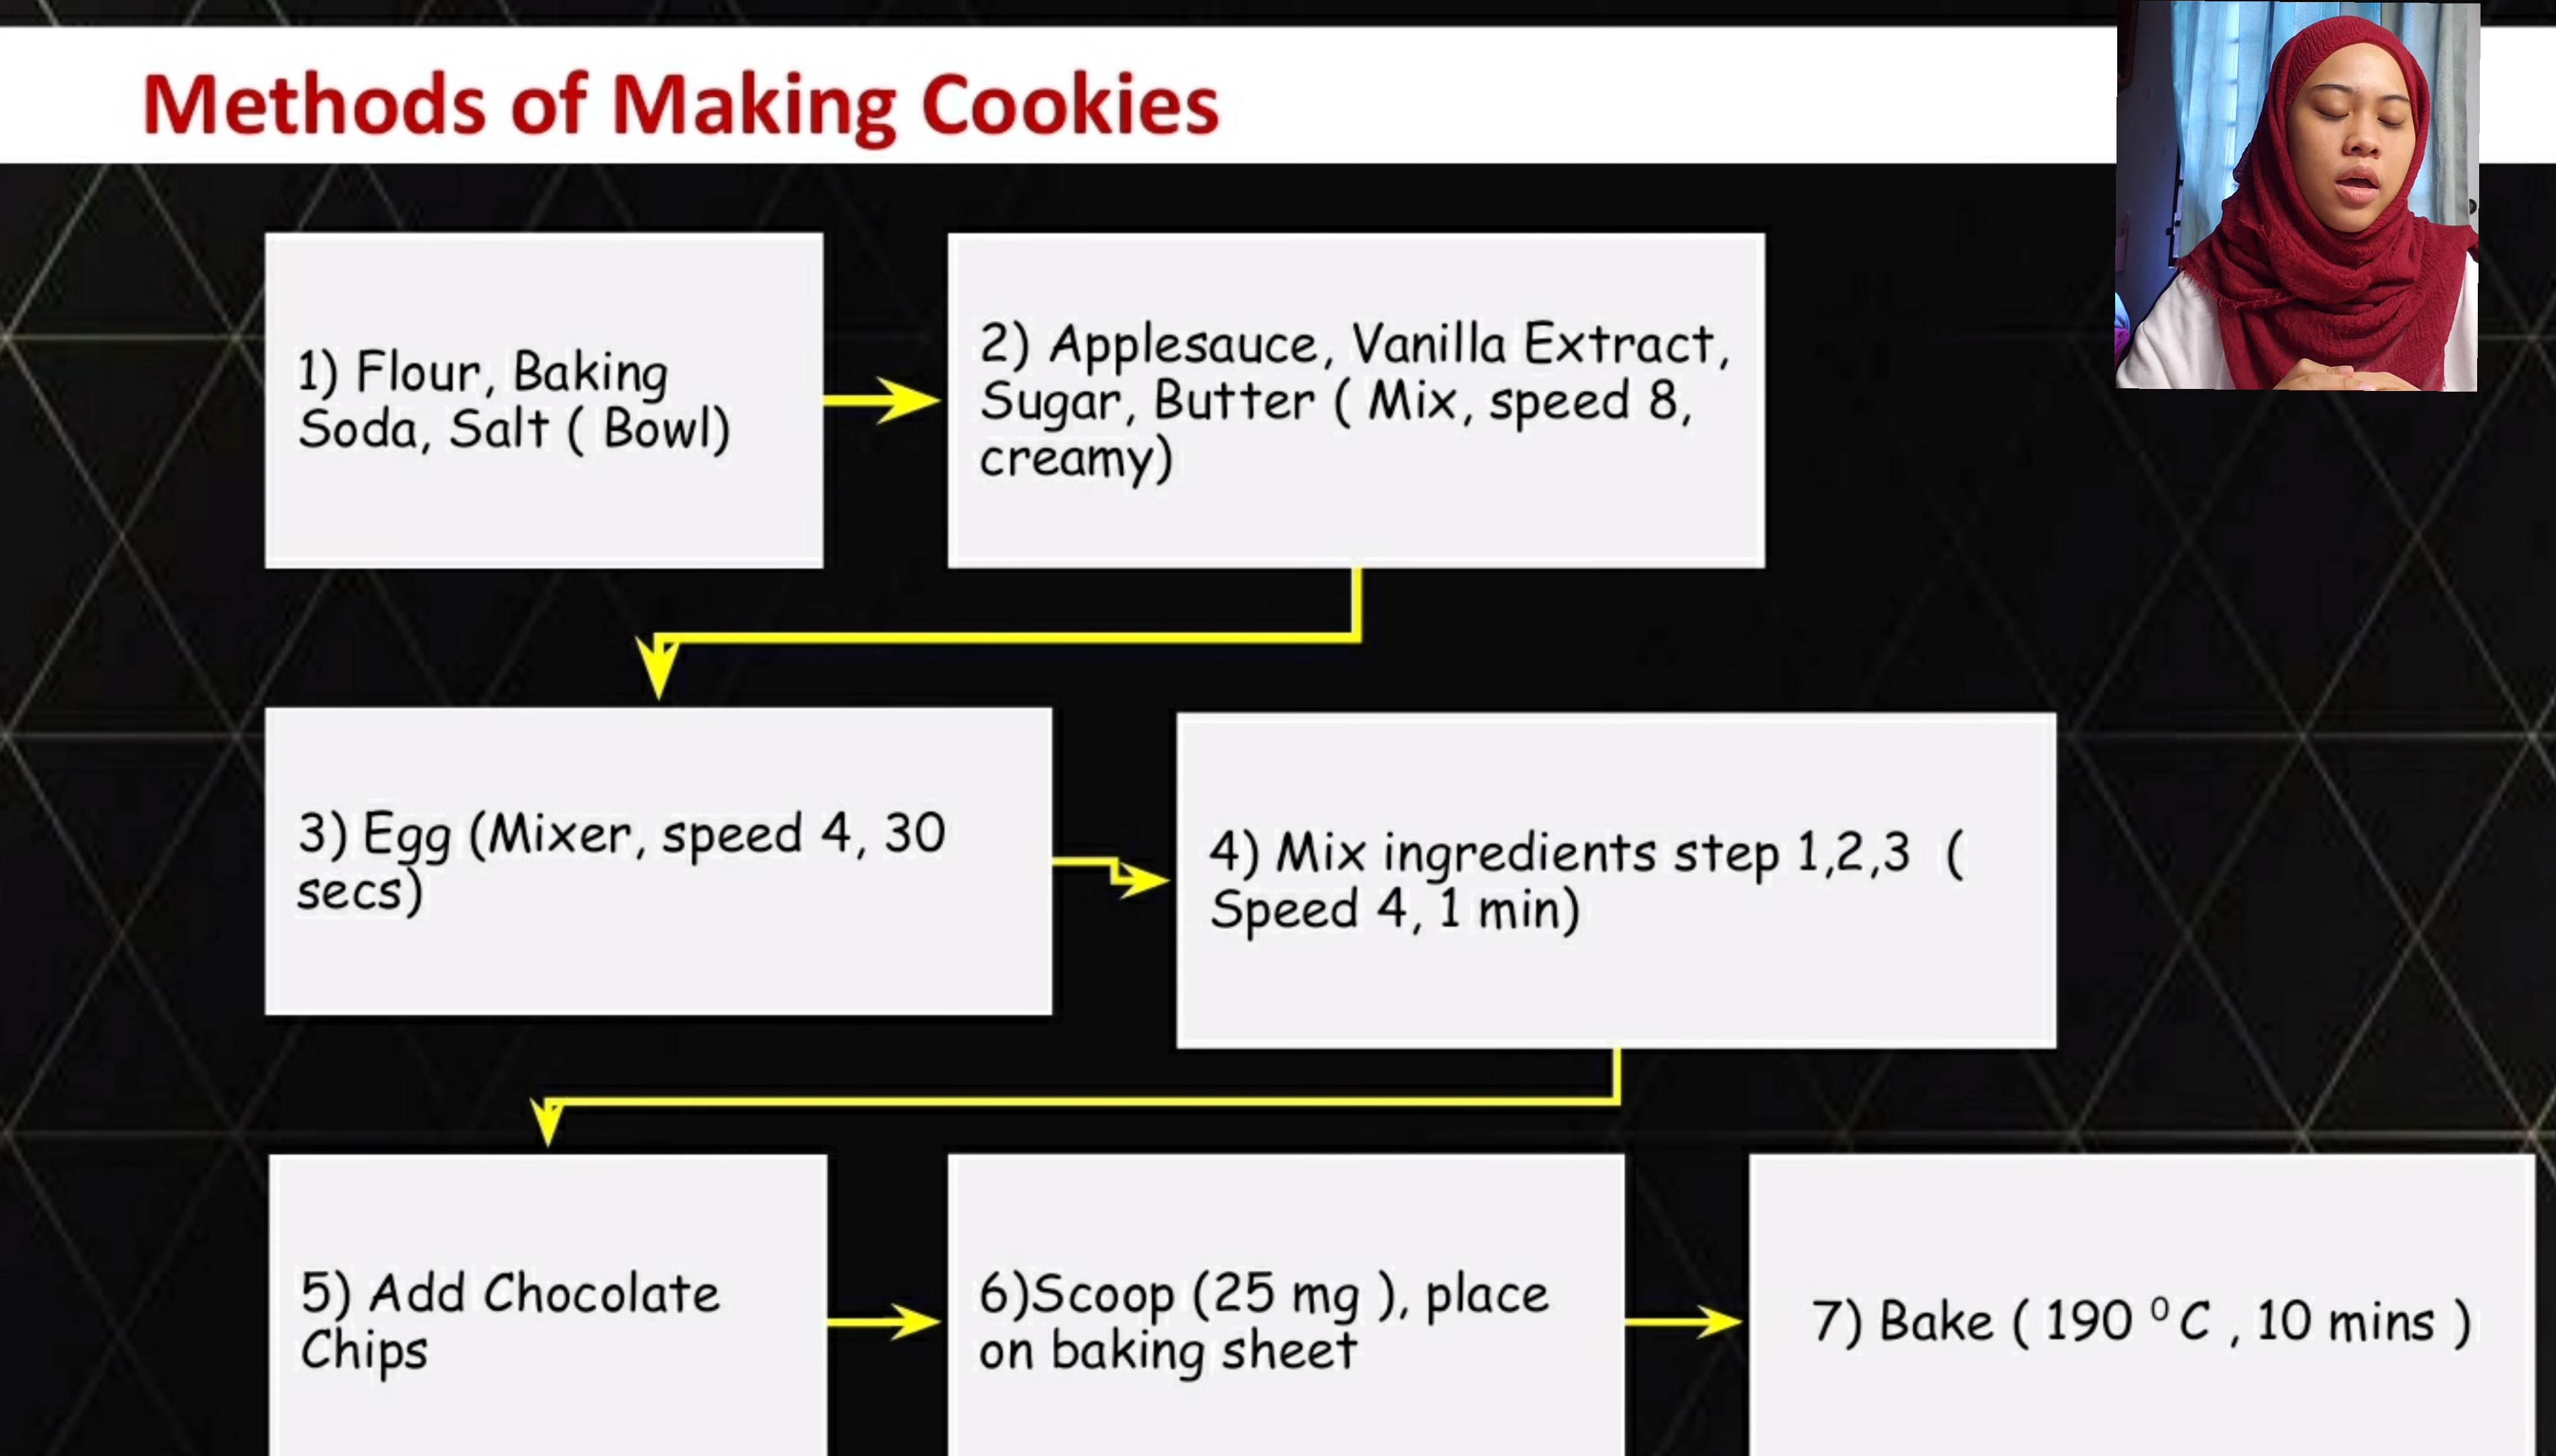 Methods of Making Cookies
1) Flour, Baking
Soda, Salt ( Bowl)
2) Applesauce, Vanilla Extract,
Sugar, Butter ( Mix, speed 8,
creamy)
3) Egg (Mixer, speed 4, 30
secs)
4) Mix ingredients step 1,2,3  (
Speed 4, 1 min)
5) Add Chocolate
Chips
6)Scoop (25 mg ), place
on baking sheet
7) Bake ( 190 ⁰C , 10 mins )